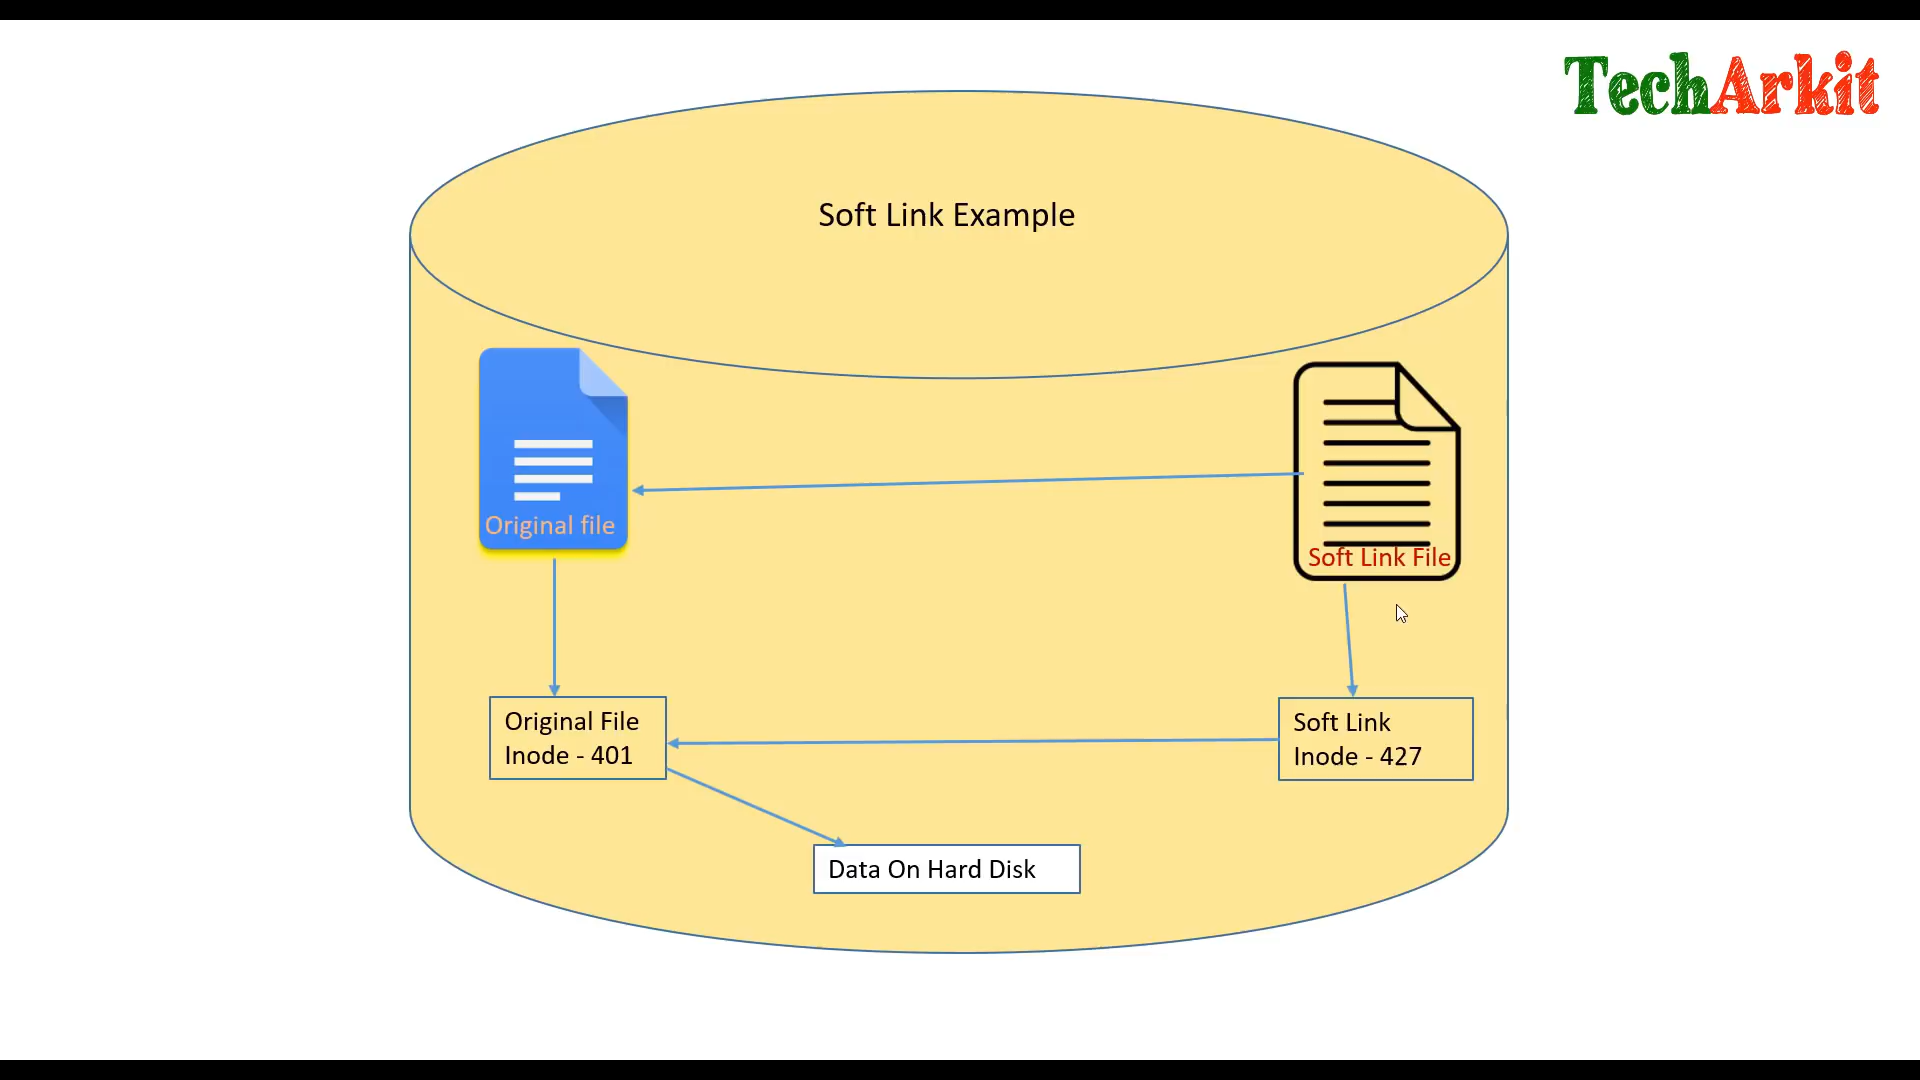 TechArkit
Soft Link Example
Original file
Soft Link File
Original File
Inode - 401
Soft Link
Inode - 427
Data On Hard Disk